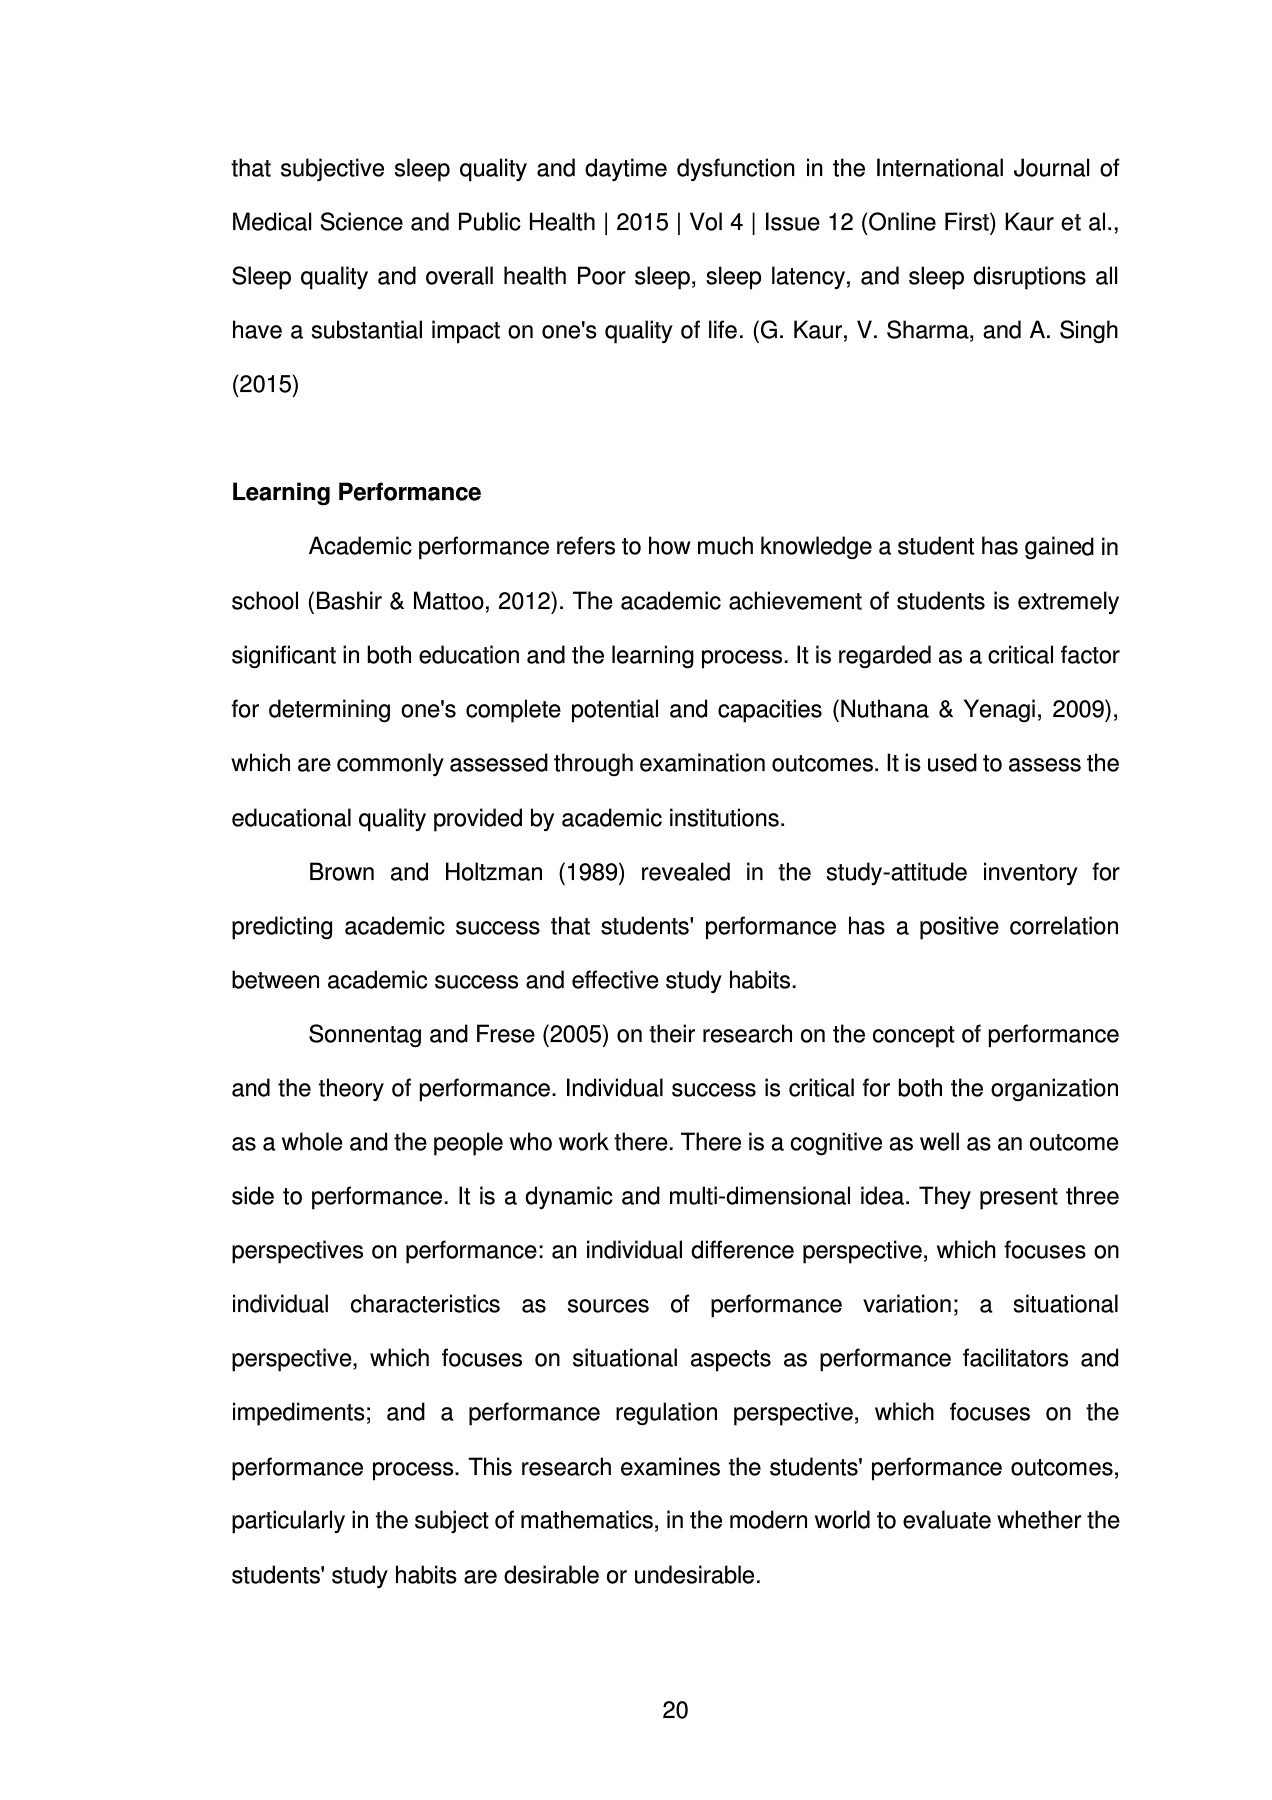 that subjective sleep quality and daytime dysfunction in the International Journal of
Medical Science and Public Health | 2015 | Vol 4 | Issue 12 (Online First) Kaur et al.,
Sleep quality and overall health Poor sleep, sleep latency, and sleep disruptions all
have a substantial impact on one's quality of life. (G. Kaur, V. Sharma, and A. Singh
(2015)
Learning Performance
Academic performance refers to how much knowledge a student has gained in
school (Bashir & Mattoo, 2012). The academic achievement of students is extremely
significant in both education and the learning process. It is regarded as a critical factor
for determining one's complete potential and capacities (Nuthana & Yenagi, 2009),
which are commonly assessed through examination outcomes. It is used to assess the
educational quality provided by academic institutions.
Brown and Holtzman (1989) revealed in the study-attitude inventory for
predicting academic success that students' performance has a positive correlation
between academic success and effective study habits.
Sonnentag and Frese (2005) on their research on the concept of performance
and the theory of performance. Individual success is critical for both the organization
as a whole and the people who work there. There is a cognitive as well as an outcome
side to performance. It is a dynamic and multi-dimensional idea. They present three
perspectives on performance: an individual difference perspective, which focuses on
individual characteristics as sources of performance variation; a situational
perspective, which focuses on situational aspects as performance facilitators and
impediments; and a performance regulation perspective, which focuses on the
performance process. This research examines the students' performance outcomes,
particularly in the subject of mathematics, in the modern world to evaluate whether the
students' study habits are desirable or undesirable.
20